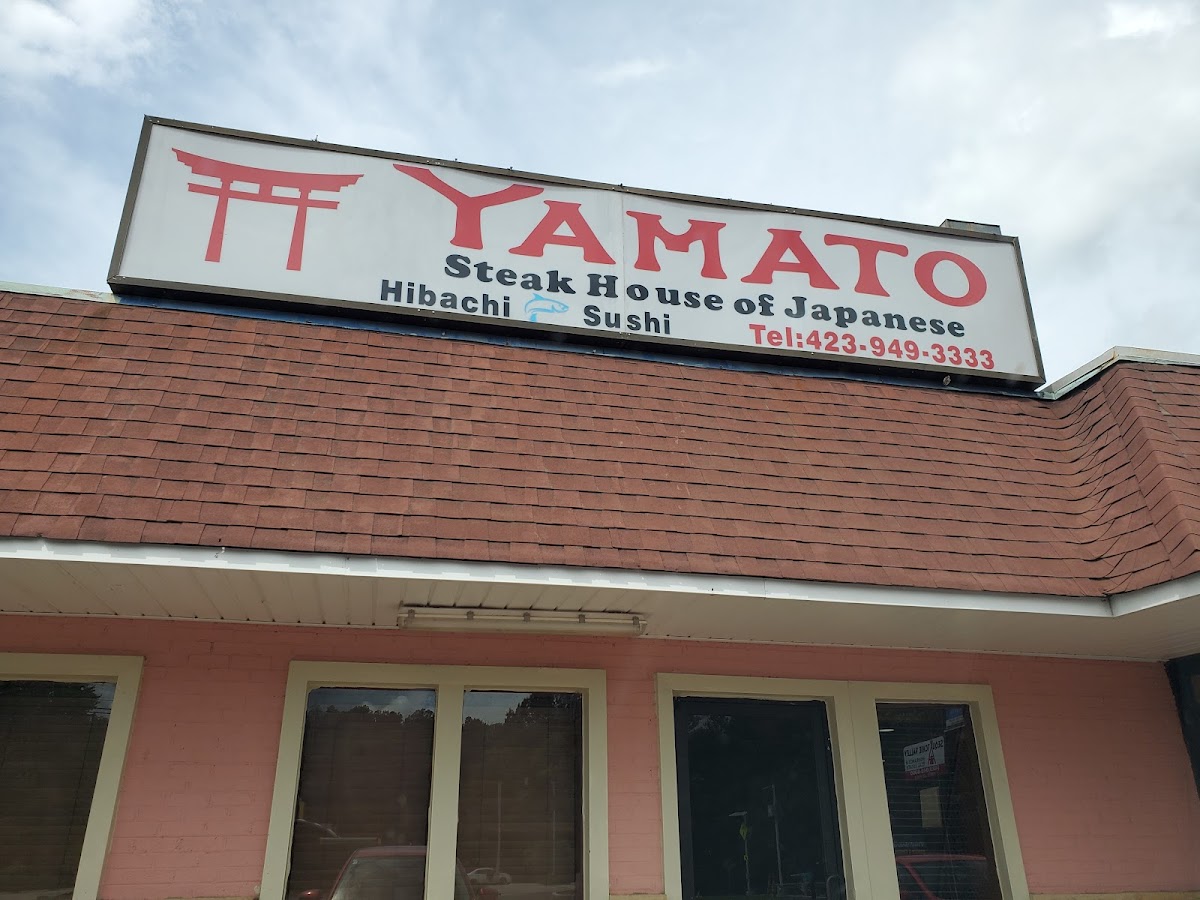 YAMATO
Steak House of Japanese
Hibachi Sushi
Tel:423-949-3333